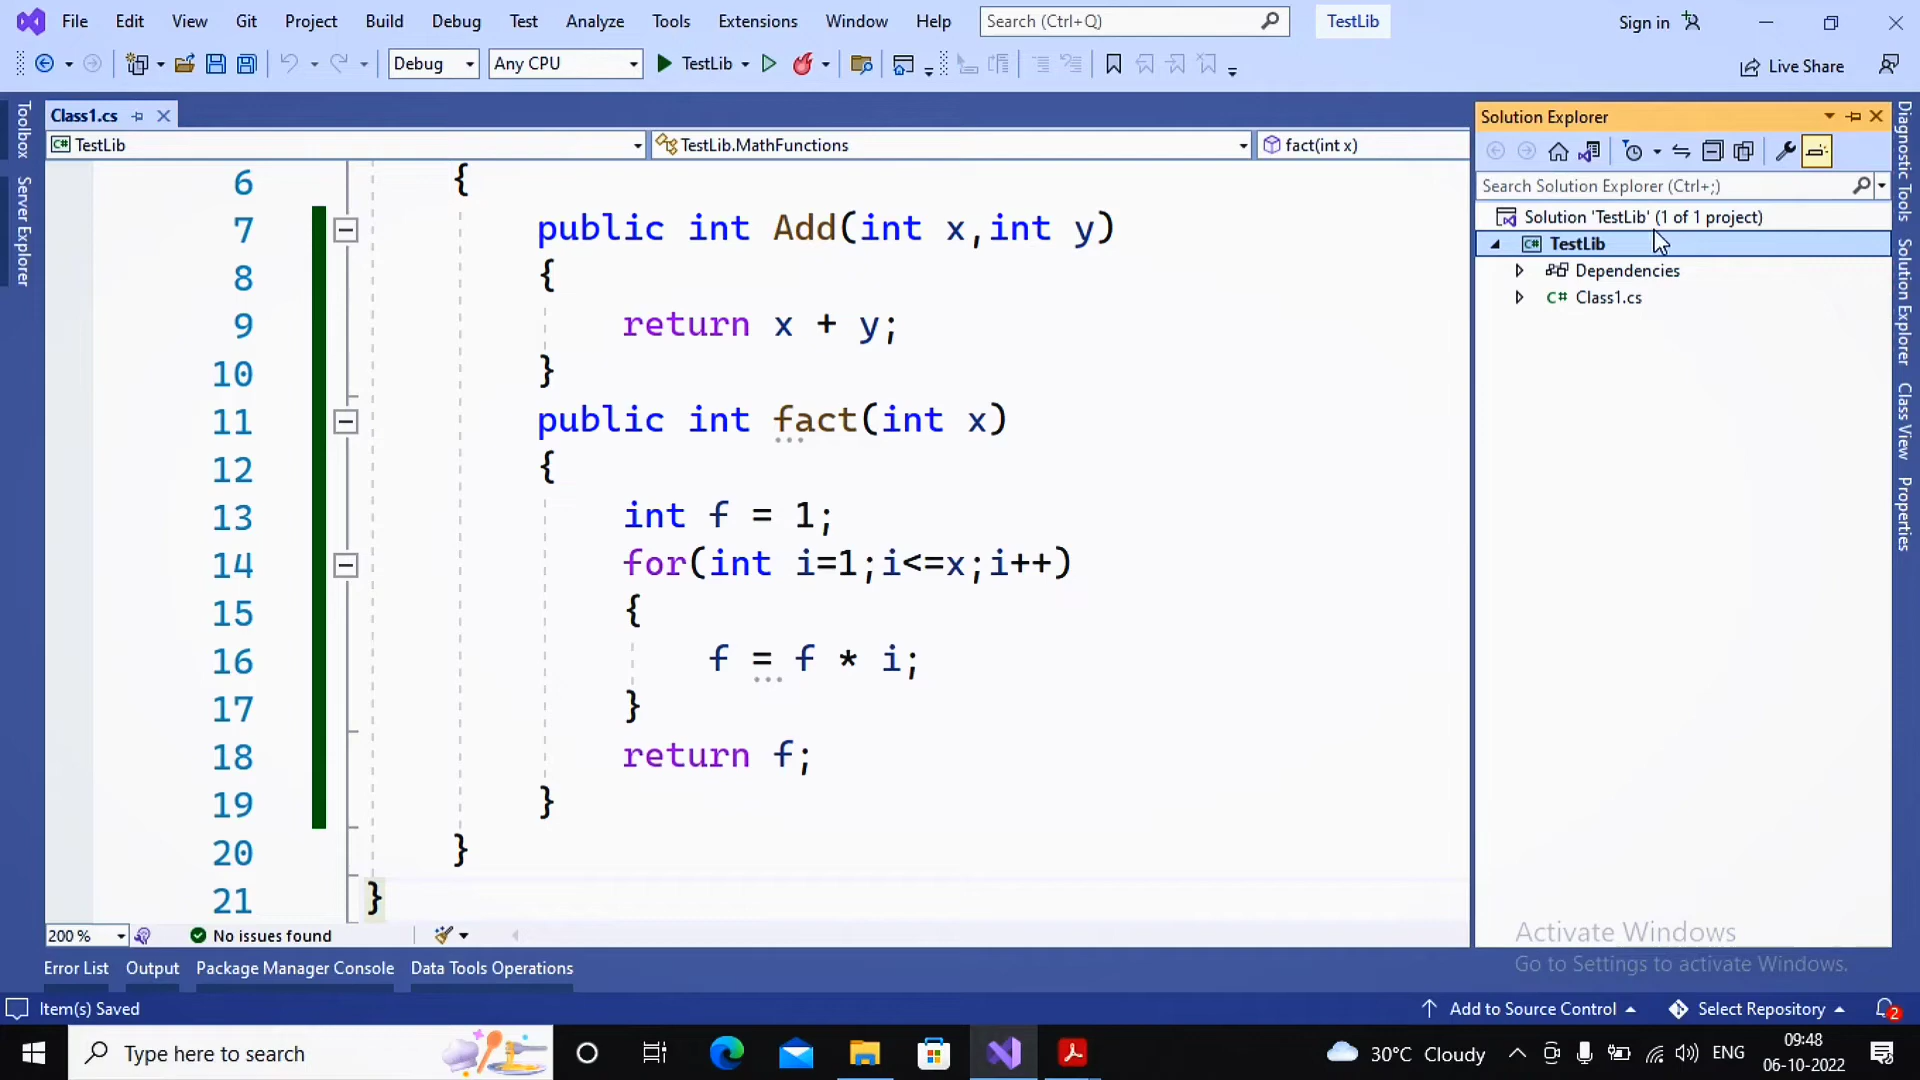 File Edit View Git Project Build Debug Test Analyze Tools Extensions Window Help Search (Ctrl+Q) TestLib Sign in
Debug Any CPU TestLib Live Share
Toolbox
Server Explorer
Class1.cs
TestLib TestLib.MathFunctions fact(int x)
6 {
7 public int Add(int x,int y)
8 {
9 return x + y;
10 }
11 public int fact(int x)
12 {
13 int f = 1;
14 for(int i=1;i<=x;i++)
15 {
16 f = f * i;
17 }
18 return f;
19 }
20 }
21 }
200 % No issues found
Solution Explorer
Search Solution Explorer (Ctrl+;)
Solution 'TestLib' (1 of 1 project)
C# TestLib
Dependencies
C# Class1.cs
Diagnostic Tools
Solution Explorer
Class View
Properties
Activate Windows
Go to Settings to activate Windows.
Error List Output Package Manager Console Data Tools Operations
Item(s) Saved Add to Source Control Select Repository 2
Type here to search 30°C Cloudy ENG 09:48
06-10-2022